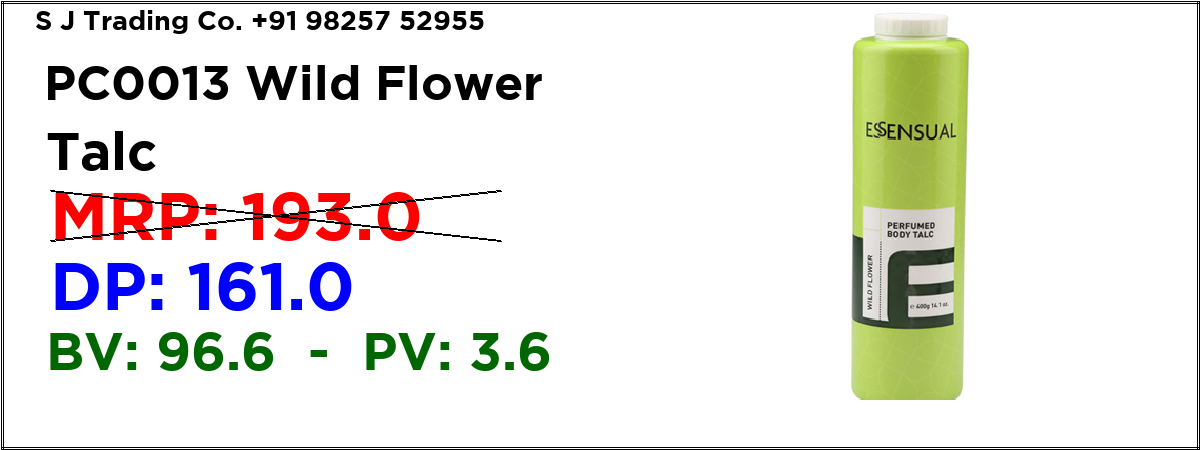 S J Trading Co. +91 98257 52955
PC0013 Wild Flower
Talc
MRP: 193.0
DP: 161.0
BV: 96.6 - PV: 3.6
ESSENSUAL
PERFUMED
BODY TALC
WILD FLOWER
e 400g 14.1 oz.